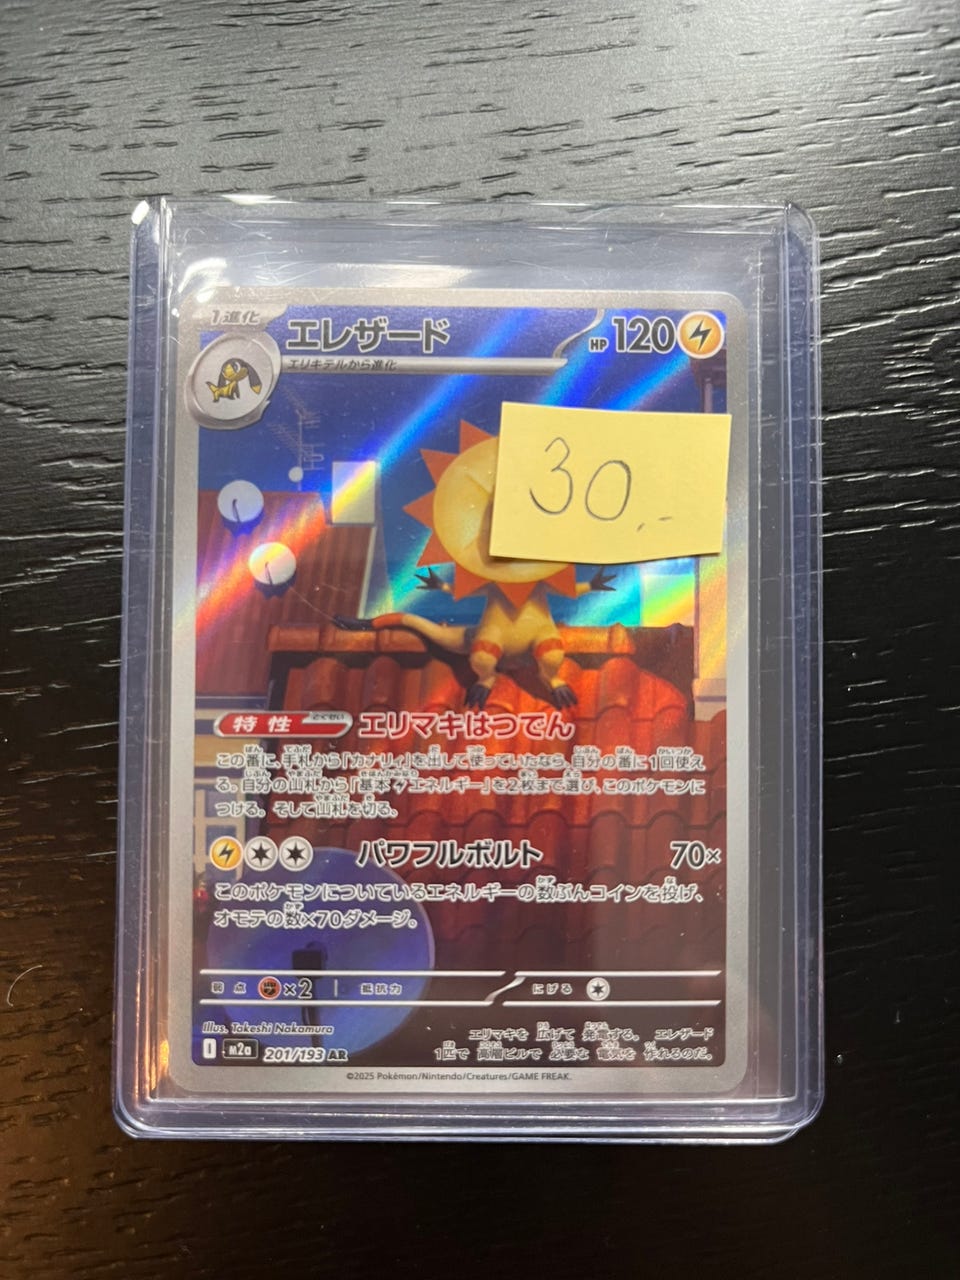 1進化
エレザード
HP 120
エリキテルから進化
30.-
特性 とくせい エリマキはつでん
この番に、手札から「カナリィ」を出して使っていたなら、自分の番に1回使え
る。自分の山札から「基本エネルギー」を2枚まで選び、このポケモンに
つける。そして山札を切る。
パワフルボルト 70×
このポケモンについているエネルギーの数ぶんコインを投げ、
オモテの数×70ダメージ。
弱点 ×2 抵抗力 にげる
Illus. Takeshi Nakamura
I m2a 201/193 AR
エリマキを 広げて 発電する。 エレザード
1匹で 高層ビルで 必要な 電気を 作れるのだ。
©2025 Pokémon/Nintendo/Creatures/GAME FREAK.